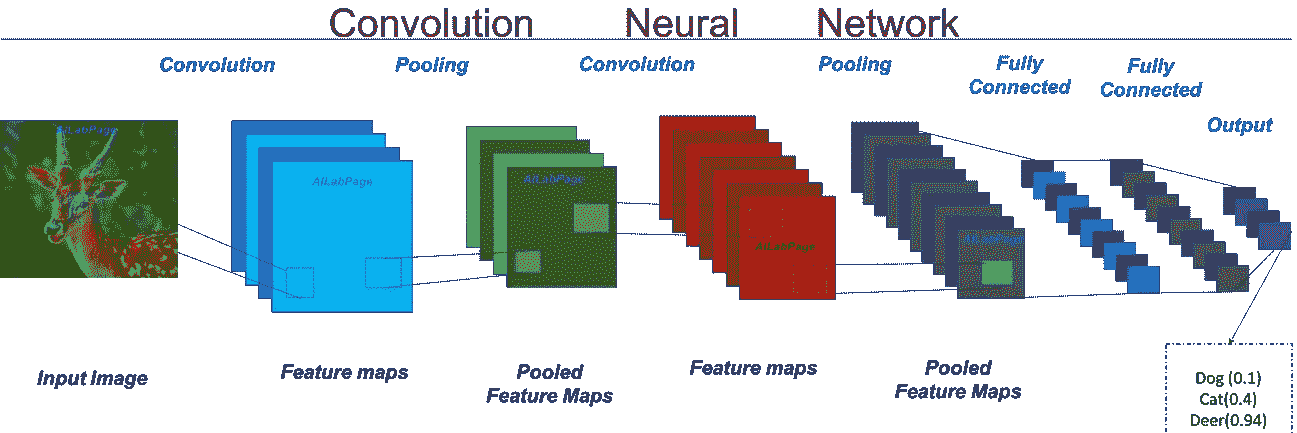 Convolution Neural Network
Convolution Pooling Convolution Pooling Fully Connected Fully Connected
Output
AILabPage
AILabPage
AILabPage
AILabPage
Input Image
Feature maps
Pooled
Feature Maps
Feature maps
Pooled
Feature Maps
Dog (0.1)
Cat(0.4)
Deer(0.94)